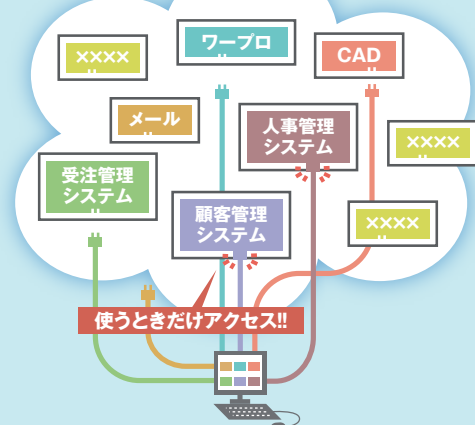 ワープロ
××××
CAD
メール
人事管理
システム
××××
受注管理
システム
顧客管理
システム
××××
使うときだけアクセス!!